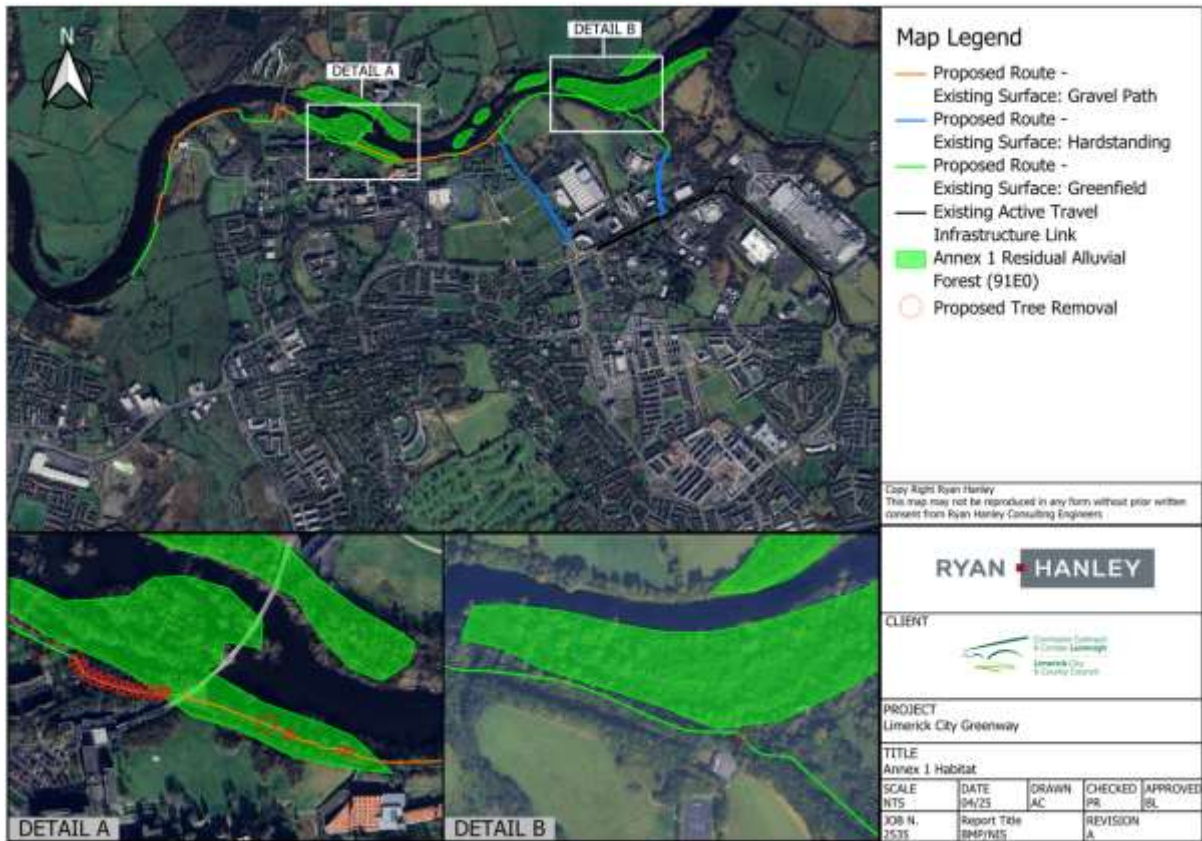 N
DETAIL A
DETAIL B
Map Legend
Proposed Route -
Existing Surface: Gravel Path
Proposed Route -
Existing Surface: Hardstanding
Proposed Route -
Existing Surface: Greenfield
Existing Active Travel
Infrastructure Link
Annex 1 Residual Alluvial
Forest (91E0)
Proposed Tree Removal
Copy Right Ryan Hanley
This map may not be reproduced in any form without prior written
consent from Ryan Hanley Consulting Engineers
RYAN HANLEY
CLIENT
Limerick City
& County Council
PROJECT
Limerick City Greenway
TITLE
Annex 1 Habitat
SCALE
NTS
DATE
04/25
DRAWN
AC
CHECKED
PR
APPROVED
BL
JOB N.
2535
Report Title
BMP/NIS
REVISION
A
DETAIL A
DETAIL B